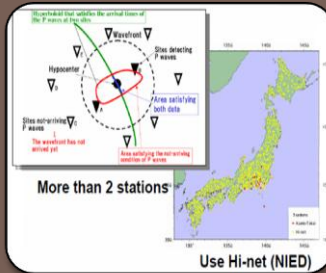 Hyperboloid that satisfies the arrival times of
the P waves at two sites
Wavefront
Sites detecting
P waves
Hypocenter
Area satisfying
both data
Sites not-arriving
P waves
The wavefront has not
arrived yet
Area satisfying the not-arriving
condition of P waves
More than 2 stations
Use Hi-net (NIED)